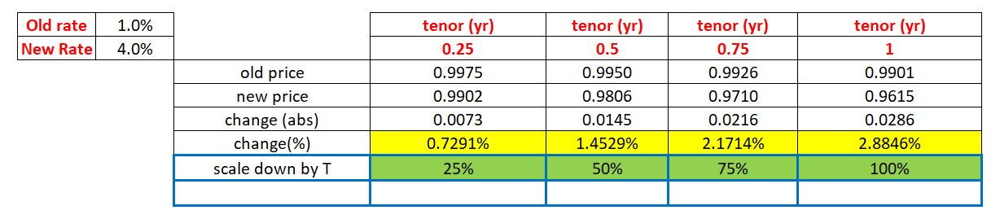 Old rate 1.0% tenor (yr) tenor (yr) tenor (yr) tenor (yr)
New Rate 4.0% 0.25 0.5 0.75 1
old price 0.9975 0.9950 0.9926 0.9901
new price 0.9902 0.9806 0.9710 0.9615
change (abs) 0.0073 0.0145 0.0216 0.0286
change(%) 0.7291% 1.4529% 2.1714% 2.8846%
scale down by T 25% 50% 75% 100%